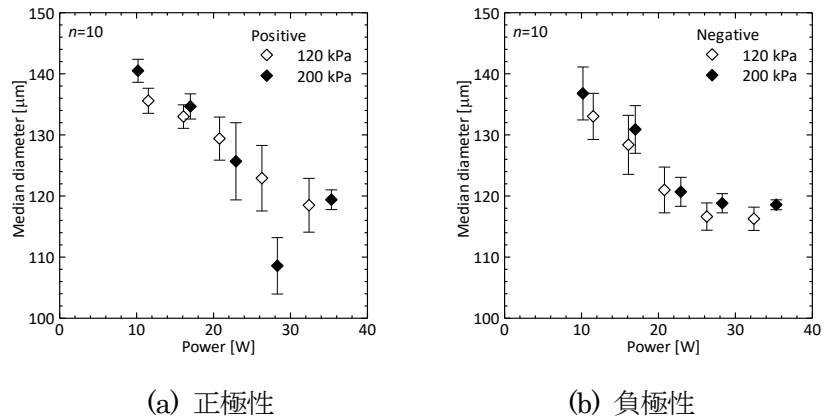 150
140
130
120
110
100
Median diameter [μm]
n=10
Positive
120 kPa
200 kPa
0
10
20
30
40
Power [W]
(a) 正極性
150
140
130
120
110
100
Median diameter [μm]
n=10
Negative
120 kPa
200 kPa
0
10
20
30
40
Power [W]
(b) 負極性